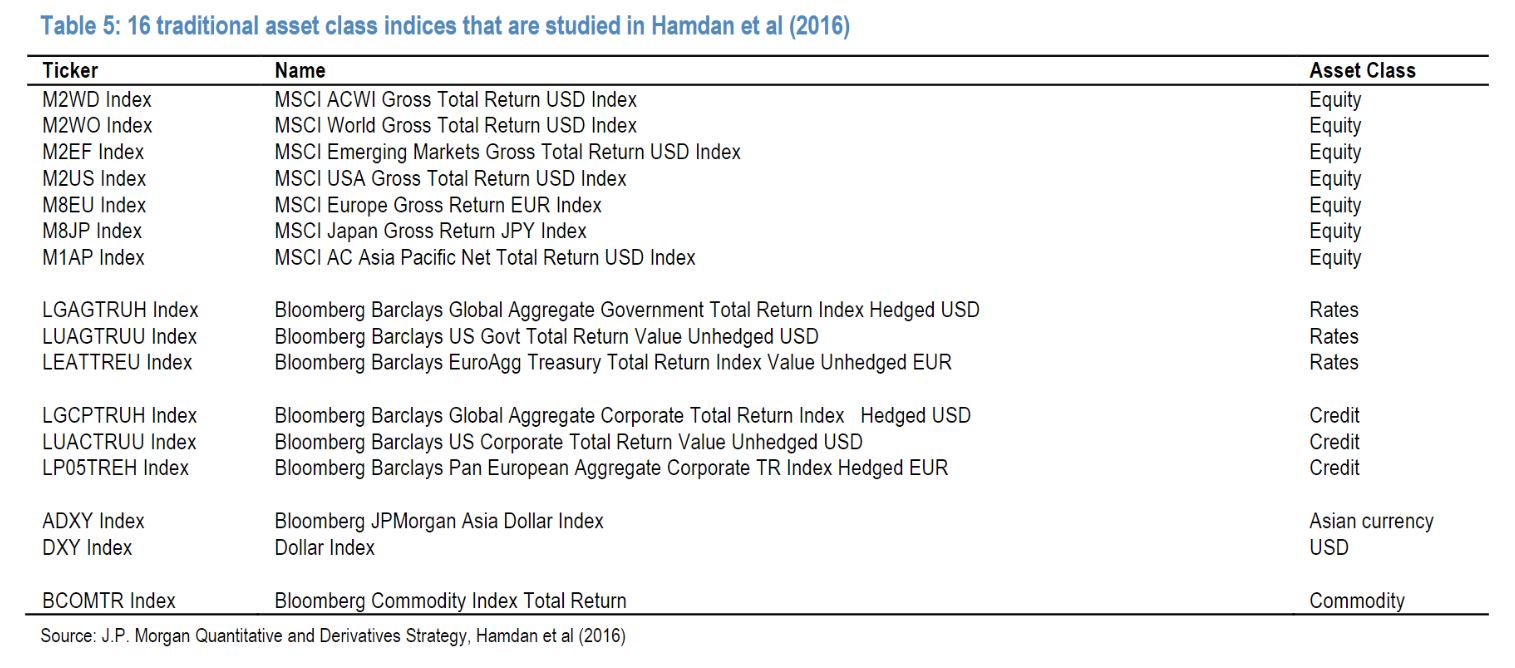 Table 5: 16 traditional asset class indices that are studied in Hamdan et al (2016)
Ticker Name Asset Class
M2WD Index MSCI ACWI Gross Total Return USD Index Equity
M2WO Index MSCI World Gross Total Return USD Index Equity
M2EF Index MSCI Emerging Markets Gross Total Return USD Index Equity
M2US Index MSCI USA Gross Total Return USD Index Equity
M8EU Index MSCI Europe Gross Return EUR Index Equity
M8JP Index MSCI Japan Gross Return JPY Index Equity
M1AP Index MSCI AC Asia Pacific Net Total Return USD Index Equity
LGAGTRUH Index Bloomberg Barclays Global Aggregate Government Total Return Index Hedged USD Rates
LUAGTRUU Index Bloomberg Barclays US Govt Total Return Value Unhedged USD Rates
LEATTREU Index Bloomberg Barclays EuroAgg Treasury Total Return Index Value Unhedged EUR Rates
LGCPTRUH Index Bloomberg Barclays Global Aggregate Corporate Total Return Index Hedged USD Credit
LUACTRUU Index Bloomberg Barclays US Corporate Total Return Value Unhedged USD Credit
LP05TREH Index Bloomberg Barclays Pan European Aggregate Corporate TR Index Hedged EUR Credit
ADXY Index Bloomberg JPMorgan Asia Dollar Index Asian currency
DXY Index Dollar Index USD
BCOMTR Index Bloomberg Commodity Index Total Return Commodity
Source: J.P. Morgan Quantitative and Derivatives Strategy, Hamdan et al (2016)